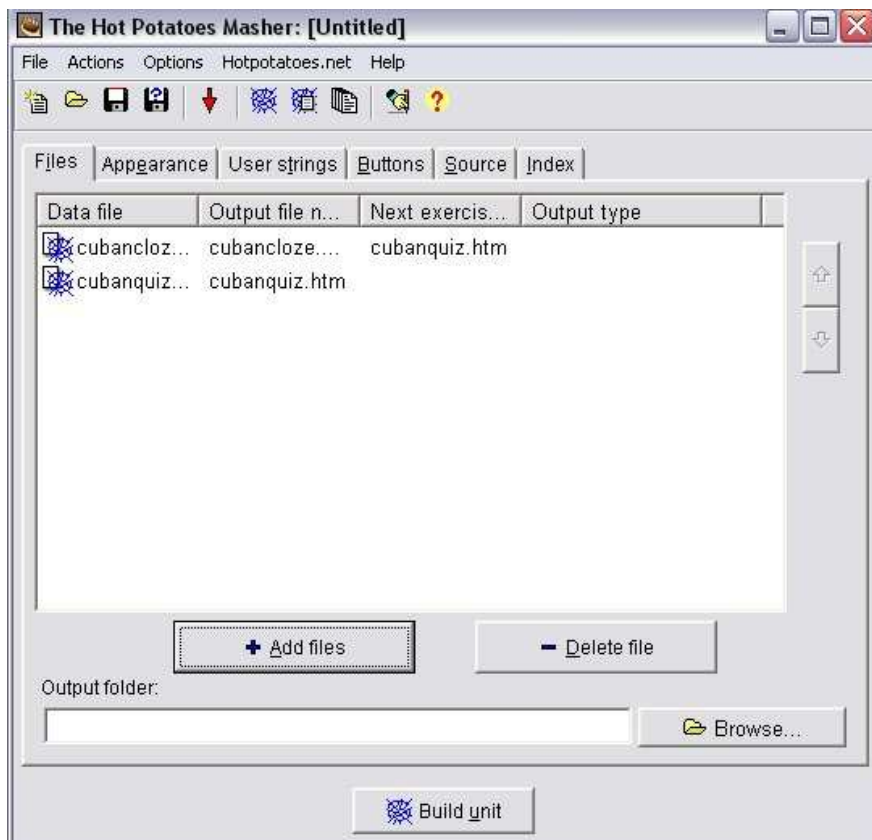 The Hot Potatoes Masher: [Untitled]
File Actions Options Hotpotatoes.net Help
Files Appearance User strings Buttons Source Index
Data file Output file n... Next exercis... Output type
cubancloz... cubancloze.... cubanquiz.htm
cubanquiz... cubanquiz.htm
+ Add files - Delete file
Output folder:
Browse...
Build unit